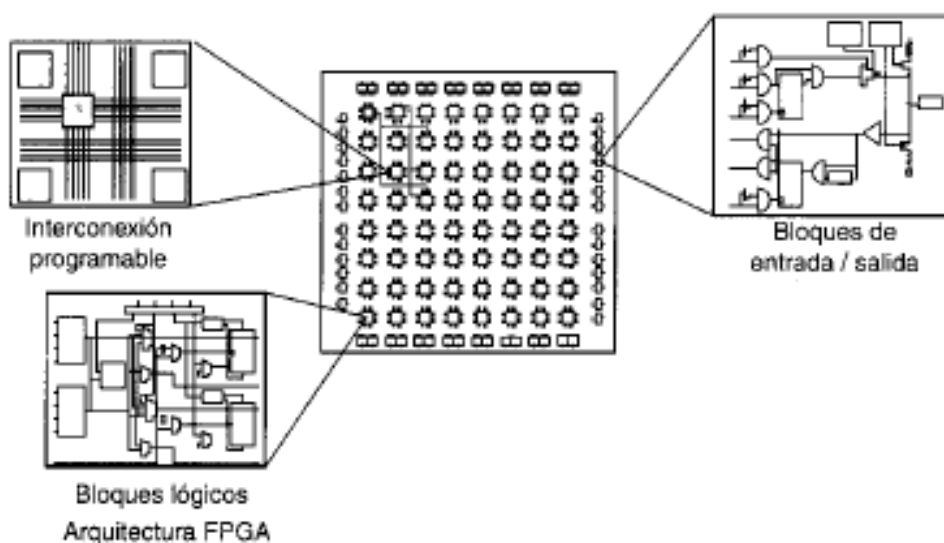 Interconexión
programable
Bloques de
entrada / salida
Bloques lógicos
Arquitectura FPGA